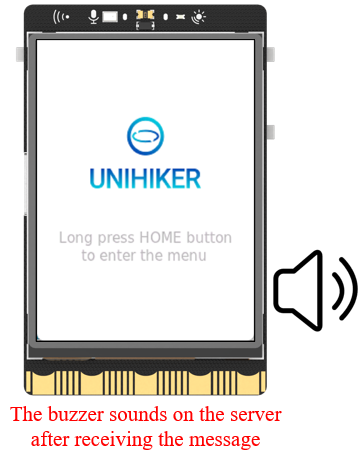 UNIHIKER
Long press HOME button
to enter the menu
The buzzer sounds on the server
after receiving the message